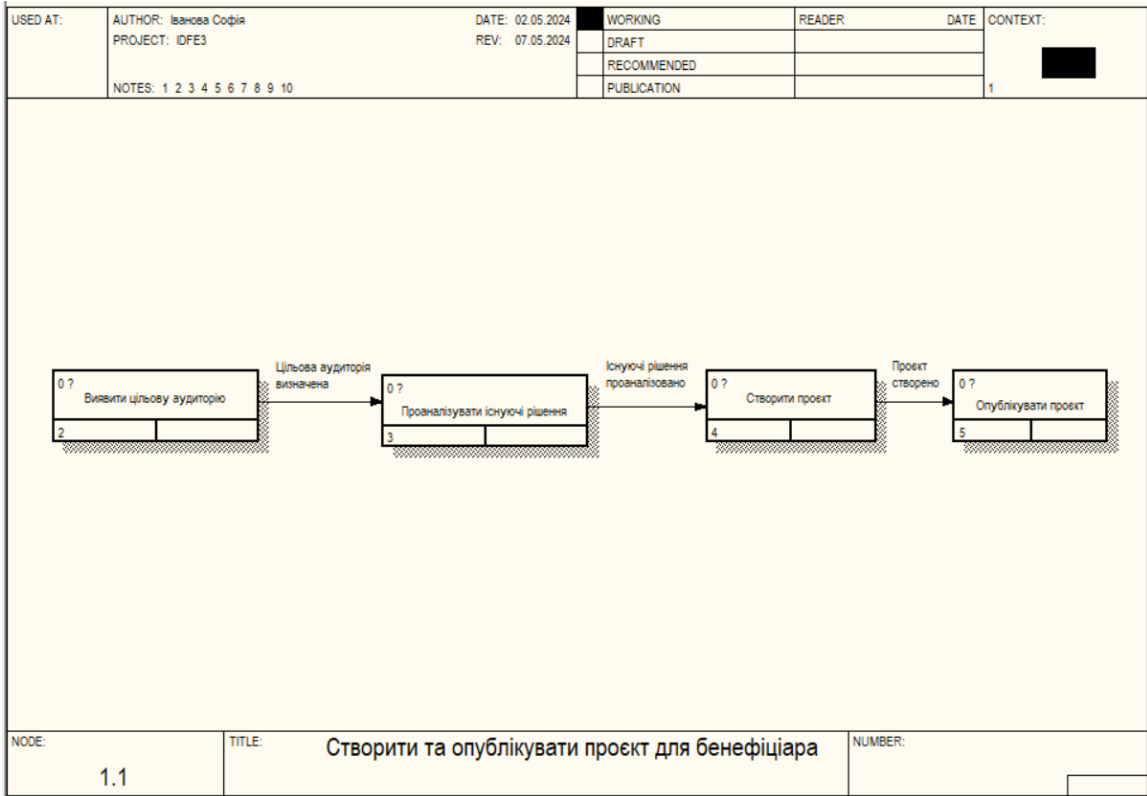 USED AT:
AUTHOR: Іванова Софія
DATE: 02.05.2024
PROJECT: IDFE3
REV: 07.05.2024
NOTES: 1 2 3 4 5 6 7 8 9 10
WORKING
DRAFT
RECOMMENDED
PUBLICATION
READER
DATE
CONTEXT:
1
0 ?
Виявити цільову аудиторію
2
Цільова аудиторія
визначена
0 ?
Проаналізувати існуючі рішення
3
Існуючі рішення
проаналізовано
0 ?
Створити проєкт
4
Проєкт
створено
0 ?
Опублікувати проєкт
5
NODE:
1.1
TITLE:
Створити та опублікувати проєкт для бенефіціара
NUMBER: